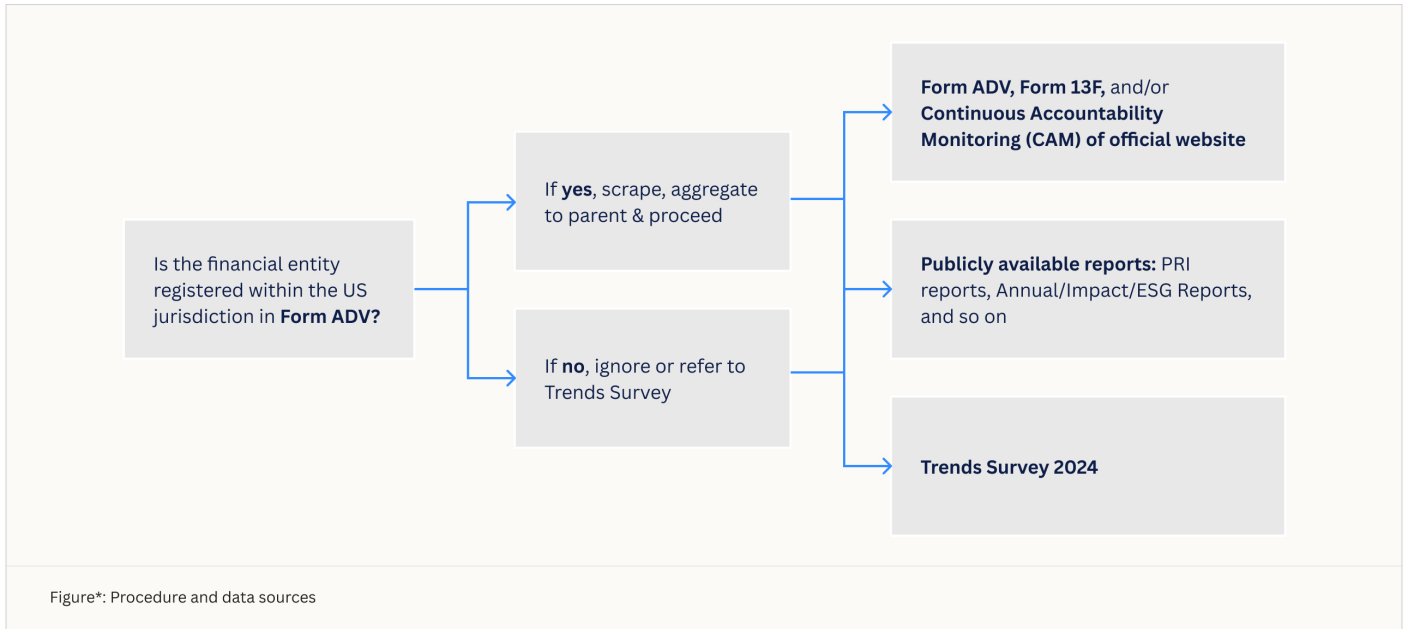 Is the financial entity
registered within the US
jurisdiction in Form ADV?
If yes, scrape, aggregate
to parent & proceed
If no, ignore or refer to
Trends Survey
Form ADV, Form 13F, and/or
Continuous Accountability
Monitoring (CAM) of official website
Publicly available reports: PRI
reports, Annual/Impact/ESG Reports,
and so on
Trends Survey 2024
Figure*: Procedure and data sources